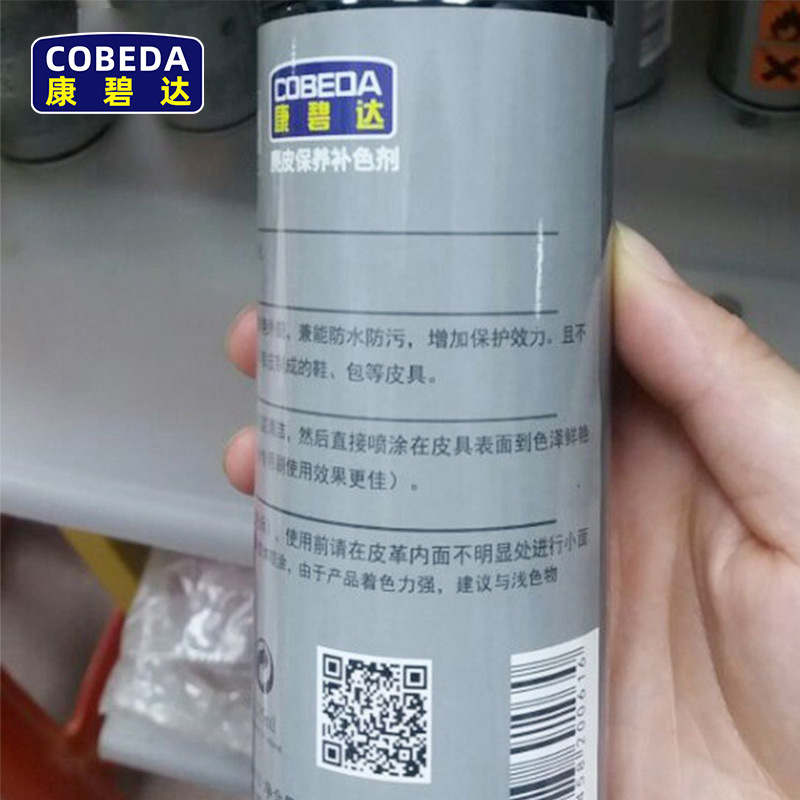 COBEDA
康碧达
COBEDA
康碧达
麂皮保养补色剂
兼能防水防污，增加保护效力。且不
成的鞋、包等皮具。
然后直接喷涂在皮具表面到色泽鲜艳
使用效果更佳）。
使用前请在皮革内面不明显处进行小面
由于产品着色力强，建议与浅色物
458200616